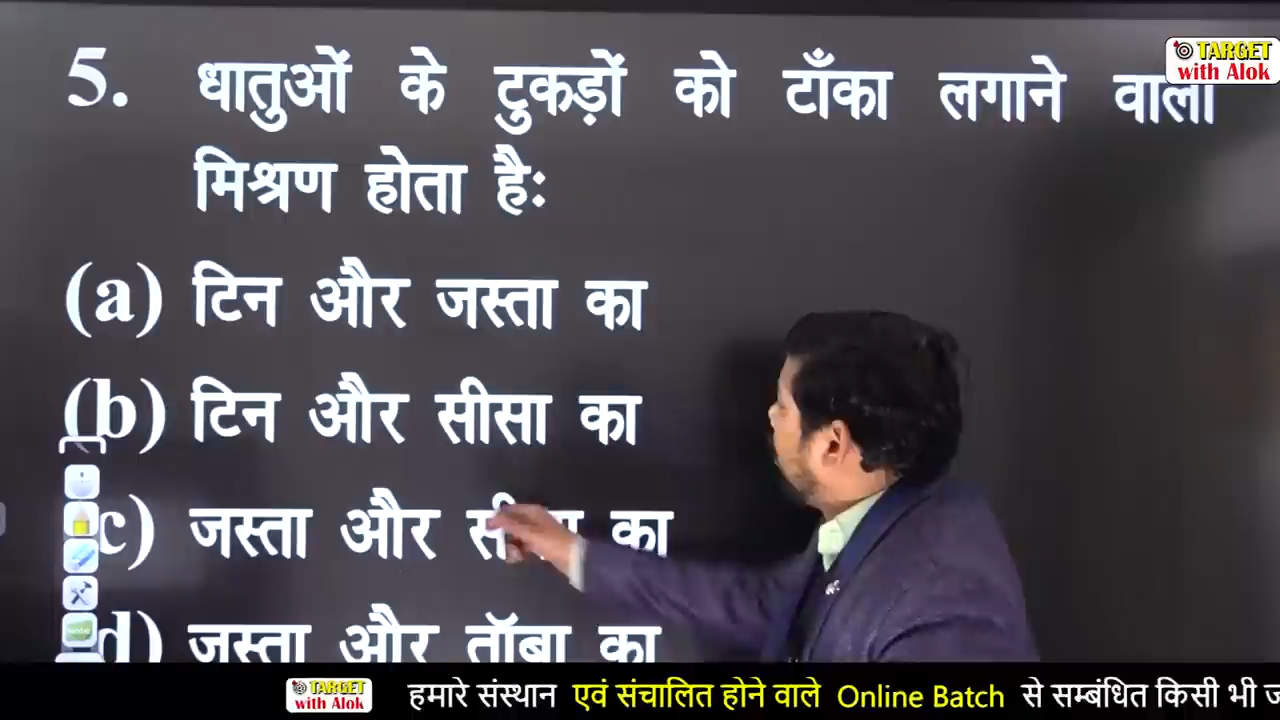 TARGET
with Alok
5. धातुओं के टुकड़ों को टाँका लगाने वाला
मिश्रण होता हैः
(a) टिन और जस्ता का
(b) टिन और सीसा का
(c) जस्ता और का
(d) जस्ता और तॉबा का
TARGET
with Alok
हमारे संस्थान एवं संचालित होने वाले Online Batch से सम्बंधित किसी भी